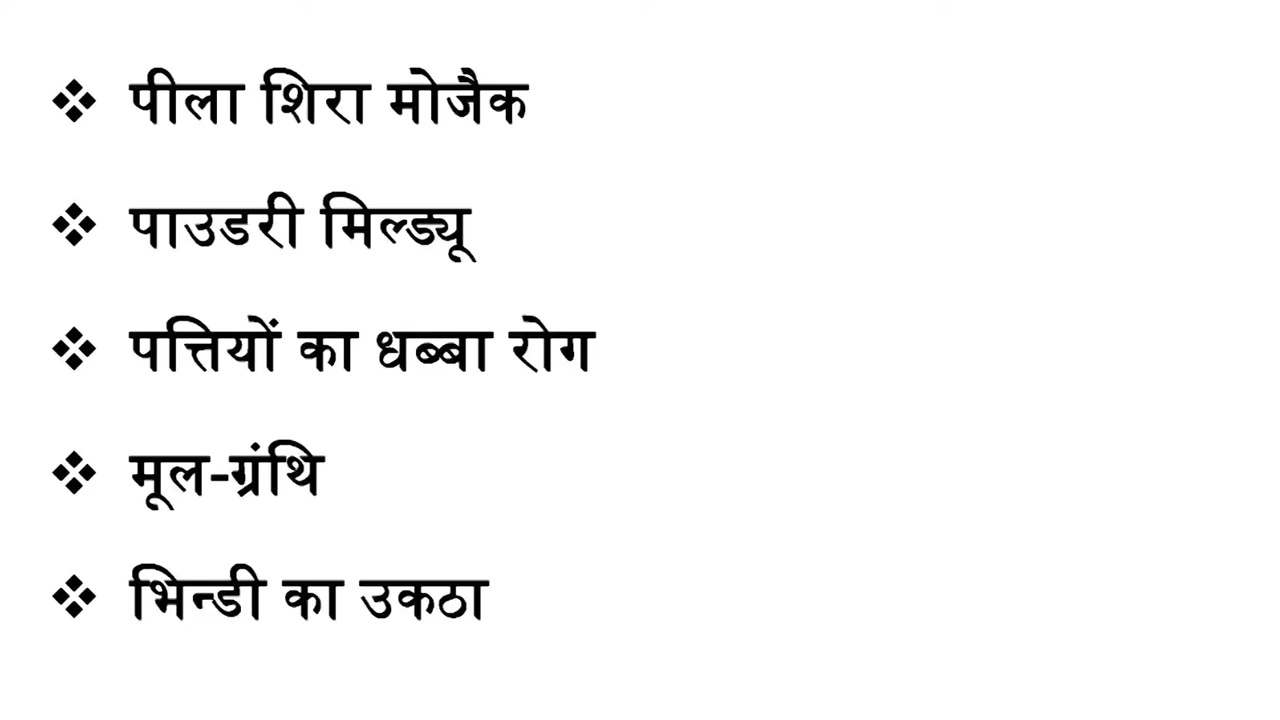 ❖ पीला शिरा मोजैक
❖ पाउडरी मिल्ड्यू
❖ पत्तियों का धब्बा रोग
❖ मूल-ग्रंथि
❖ भिन्डी का उकठा